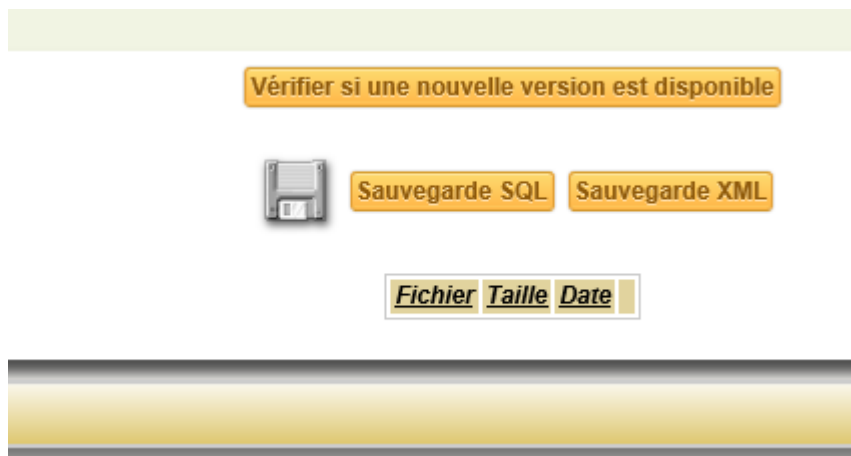 Vérifier si une nouvelle version est disponible
Sauvegarde SQL Sauvegarde XML
Fichier Taille Date